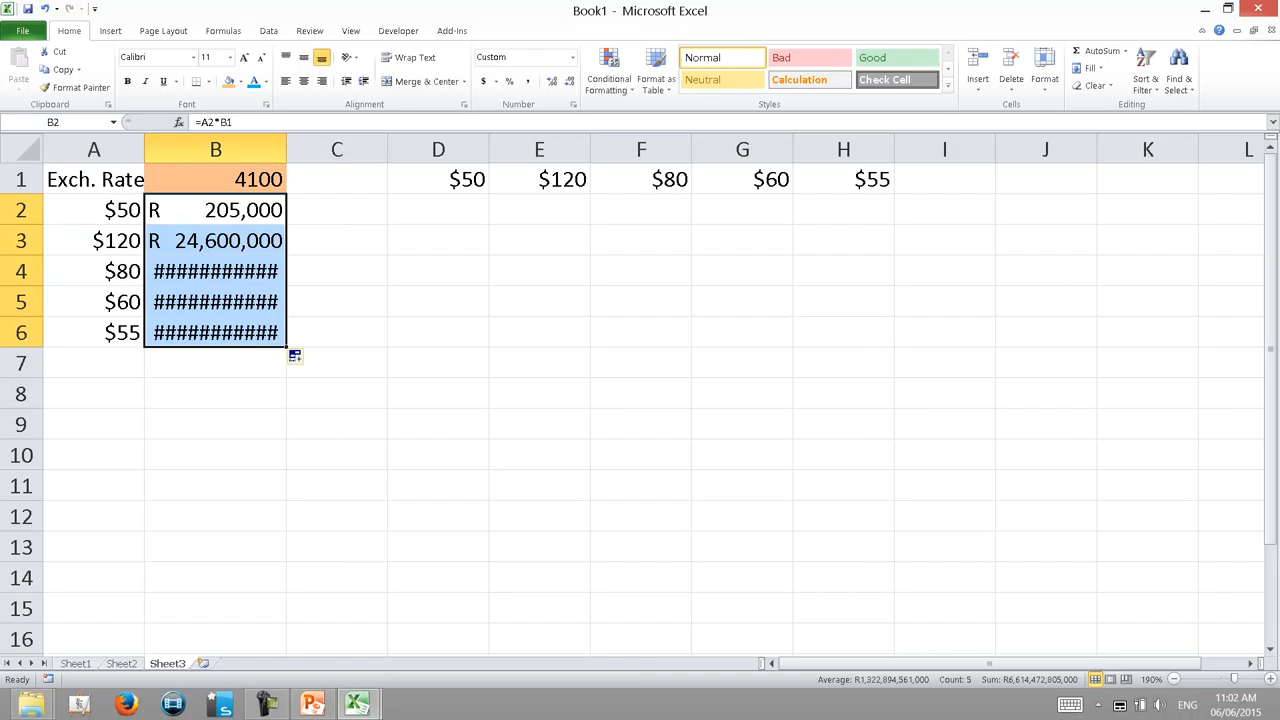 Book1 - Microsoft Excel
File Home Insert Page Layout Formulas Data Review View Developer Add-Ins
Paste
Cut
Copy
Format Painter
Clipboard
Calibri 11
B I U
Font
Wrap Text
Merge & Center
Alignment
Custom
$ % ,
Number
Conditional
Formatting
Format as
Table
Normal Bad Good
Neutral Calculation Check Cell
Styles
Insert Delete Format
Cells
AutoSum
Fill
Clear
Sort &
Filter
Find &
Select
Editing
B2 fx =A2*B1
A B C D E F G H I J K L
1 Exch. Rate 4100 $50 $120 $80 $60 $55
2 $50 R 205,000
3 $120 R 24,600,000
4 $80 ###########
5 $60 ###########
6 $55 ###########
7
8
9
10
11
12
13
14
15
16
Sheet1 Sheet2 Sheet3
Ready Average: R1,322,894,561,000 Count: 5 Sum: R6,614,472,805,000 190%
ENG 11:02 AM
06/06/2015